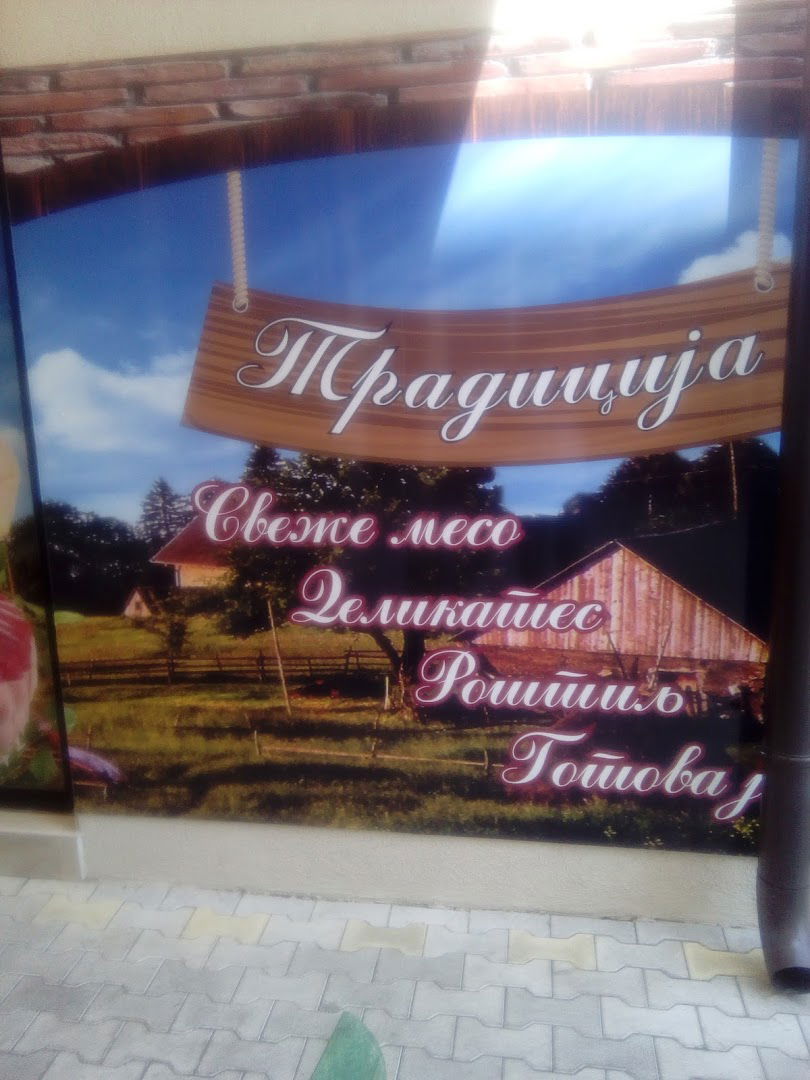 Традиција
Свеже месо
Деликатес
Роштиљ
Готова ј